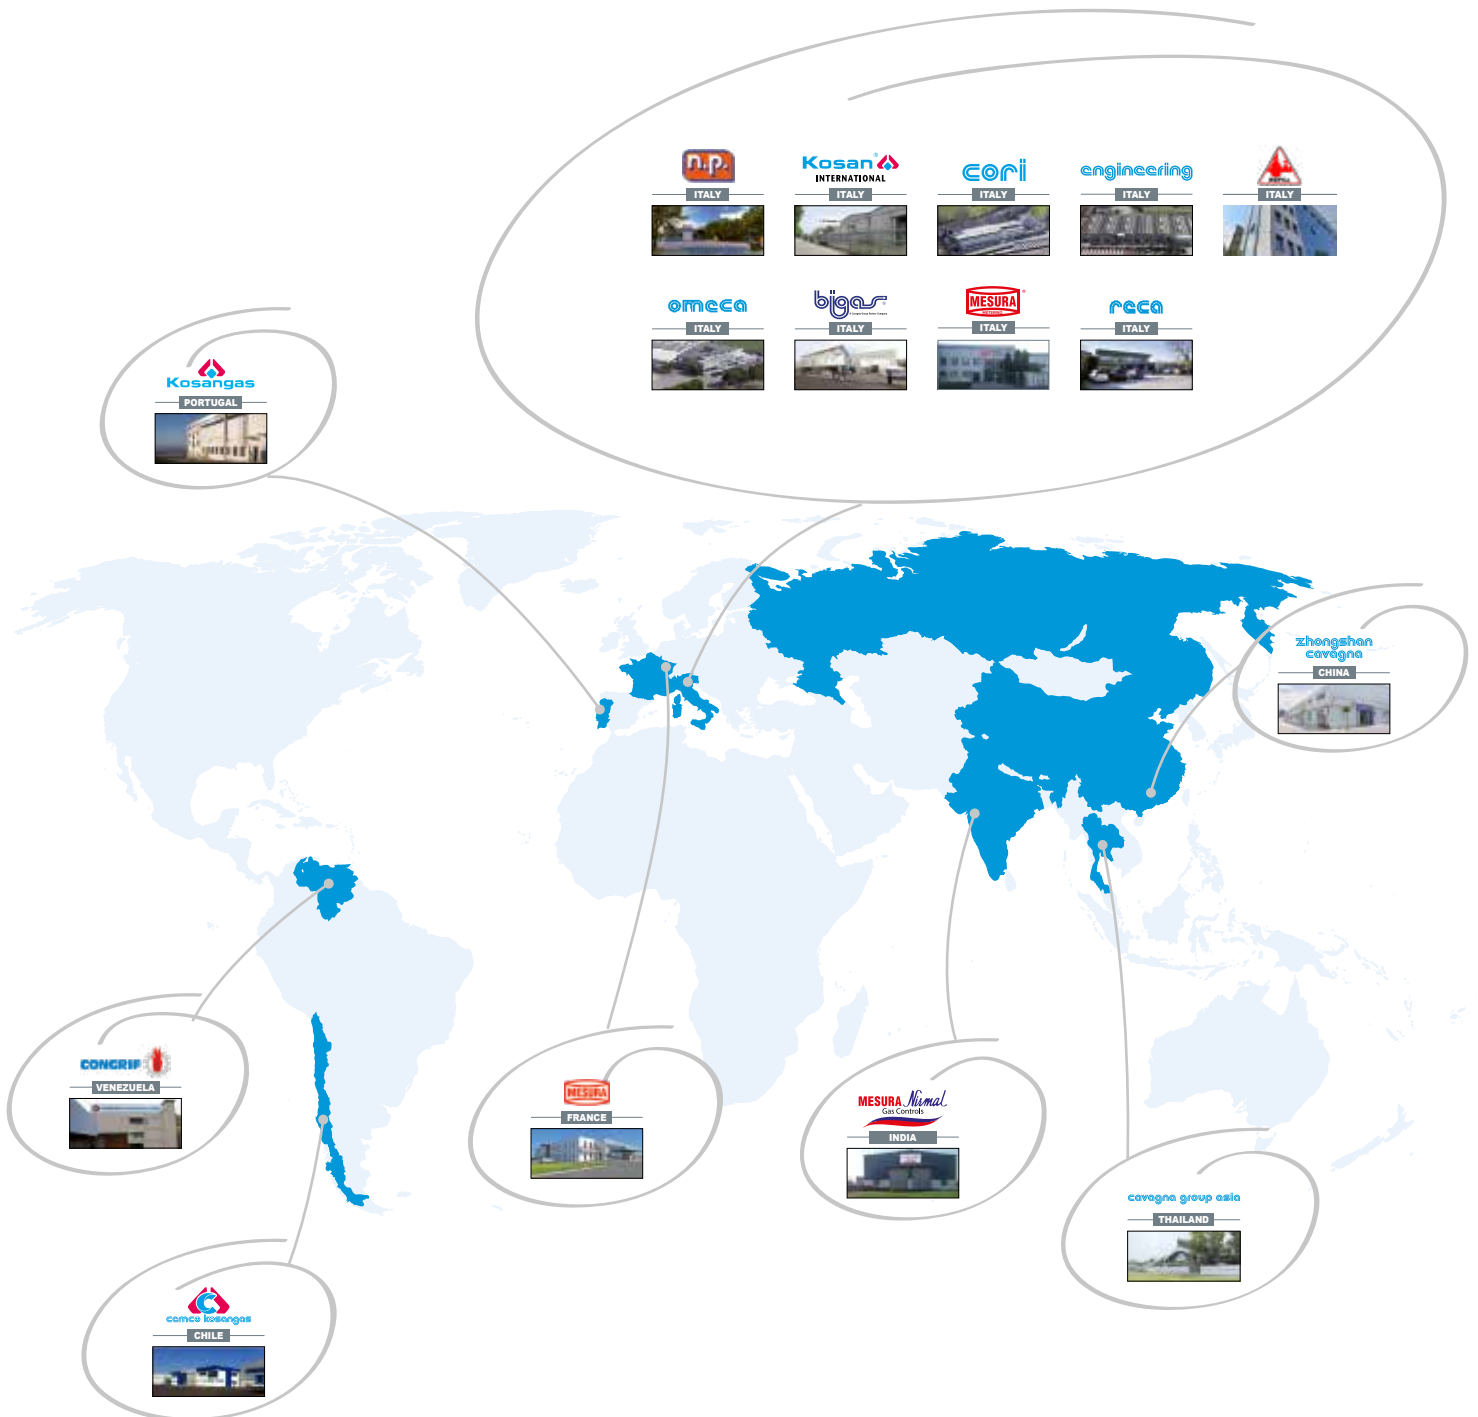 n.p.
ITALY
Kosan
INTERNATIONAL
ITALY
cori
ITALY
engineering
ITALY
ITALY
omeca
ITALY
bigas
ITALY
MESURA
ITALY
reca
ITALY
Kosangas
PORTUGAL
zhongshan
cavagna
CHINA
CONGRIF
VENEZUELA
MESURA
FRANCE
MESURA Nirmal
Gas Controls
INDIA
cavagna group asia
THAILAND
C
camco kosangas
CHILE